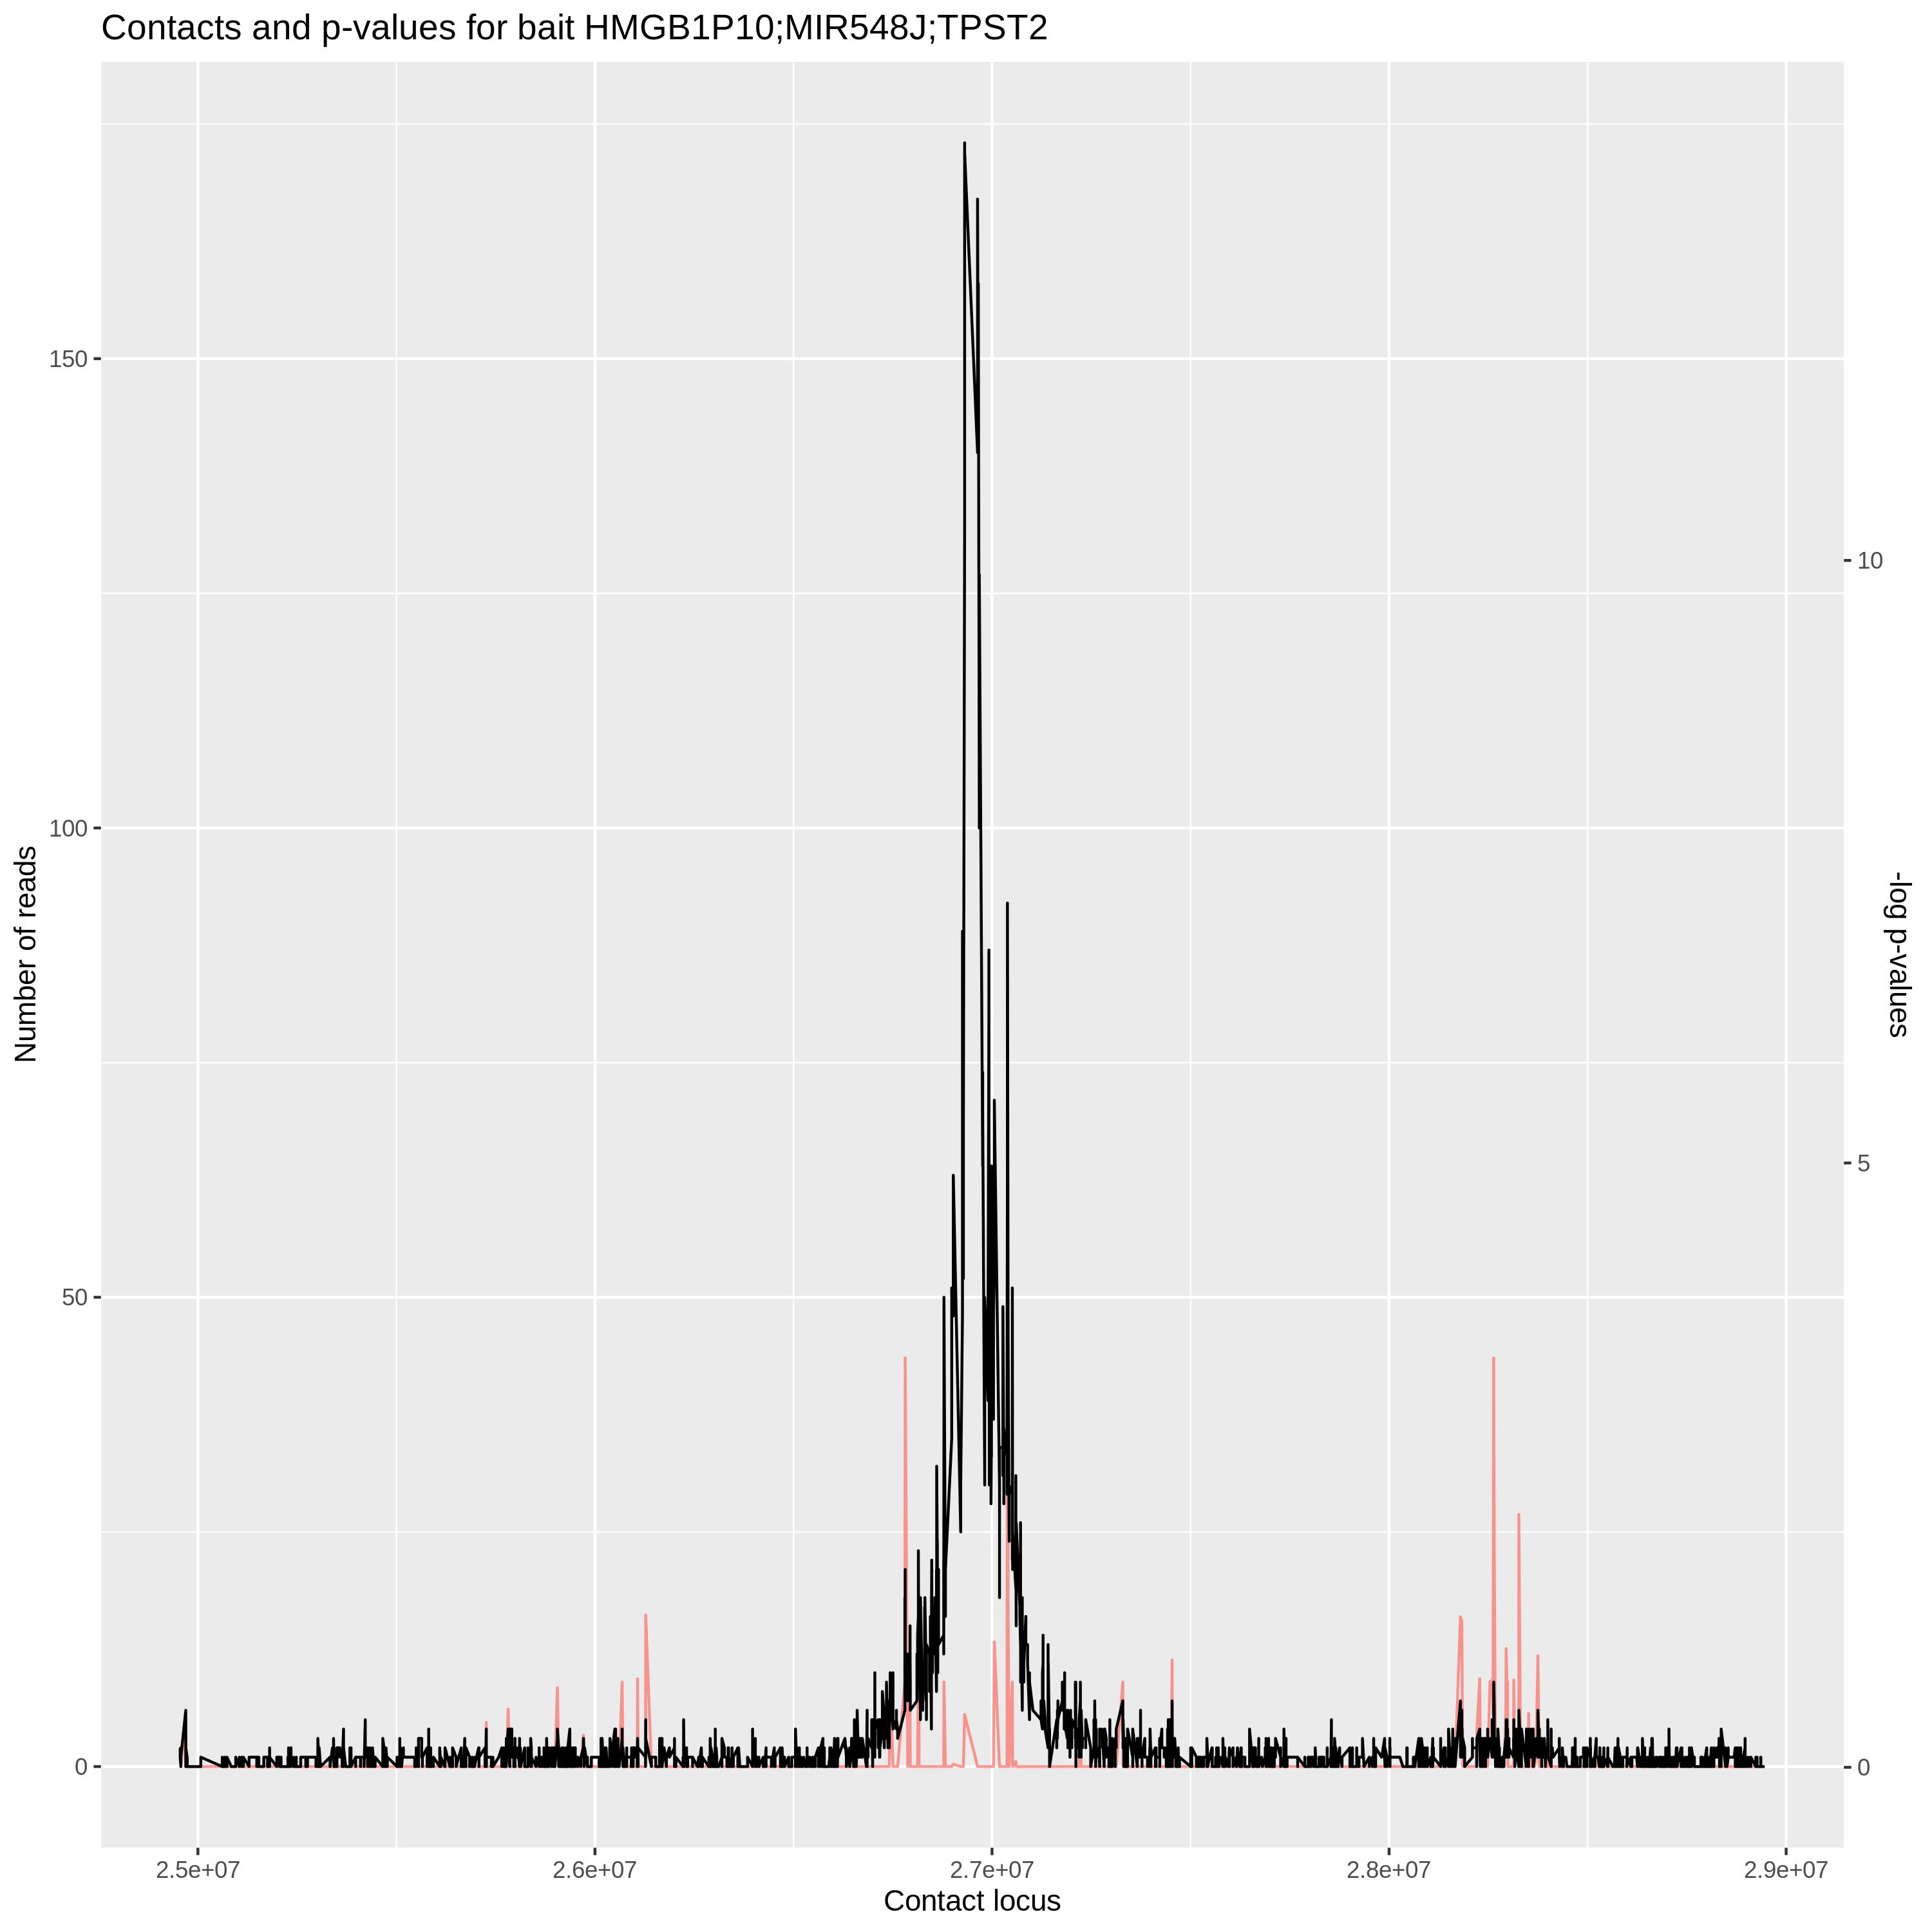 Contacts and p-values for bait HMGB1P10;MIR548J;TPST2
150
100
50
0
Number of reads
10
5
0
-log p-values
2.5e+07
2.6e+07
2.7e+07
2.8e+07
2.9e+07
Contact locus